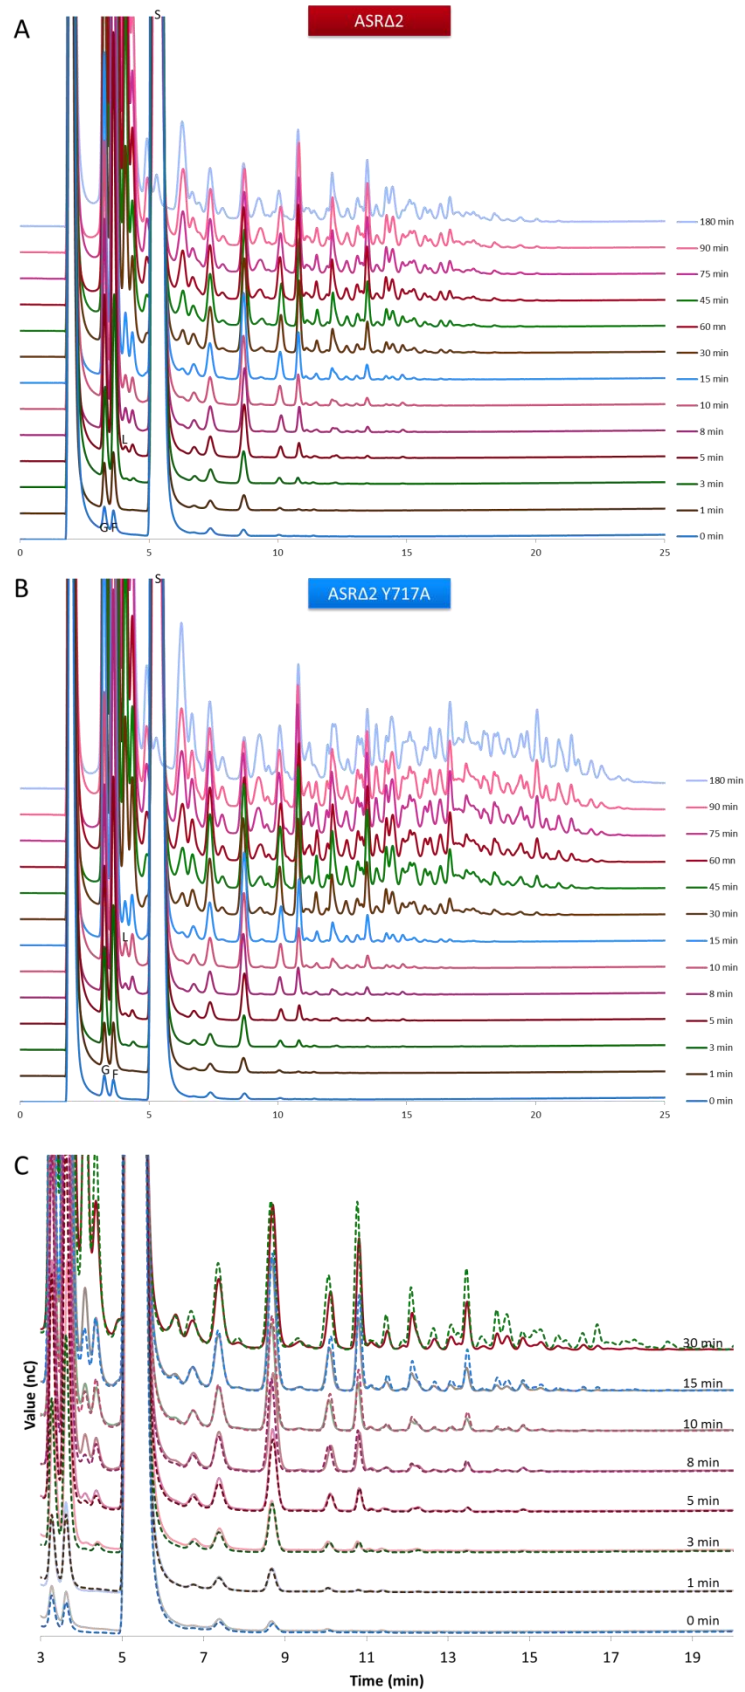 A
ASRΔ2
S
180 min
90 min
75 min
45 min
60 mn
30 min
15 min
10 min
8 min
5 min
3 min
1 min
0 min
L
G F
0 5 10 15 20 25
B
ASRΔ2 Y717A
S
180 min
90 min
75 min
60 mn
45 min
30 min
15 min
10 min
8 min
5 min
3 min
1 min
0 min
L
G F
0 5 10 15 20 25
C
Value (nC)
30 min
15 min
10 min
8 min
5 min
3 min
1 min
0 min
3 5 7 9 11 13 15 17 19
Time (min)